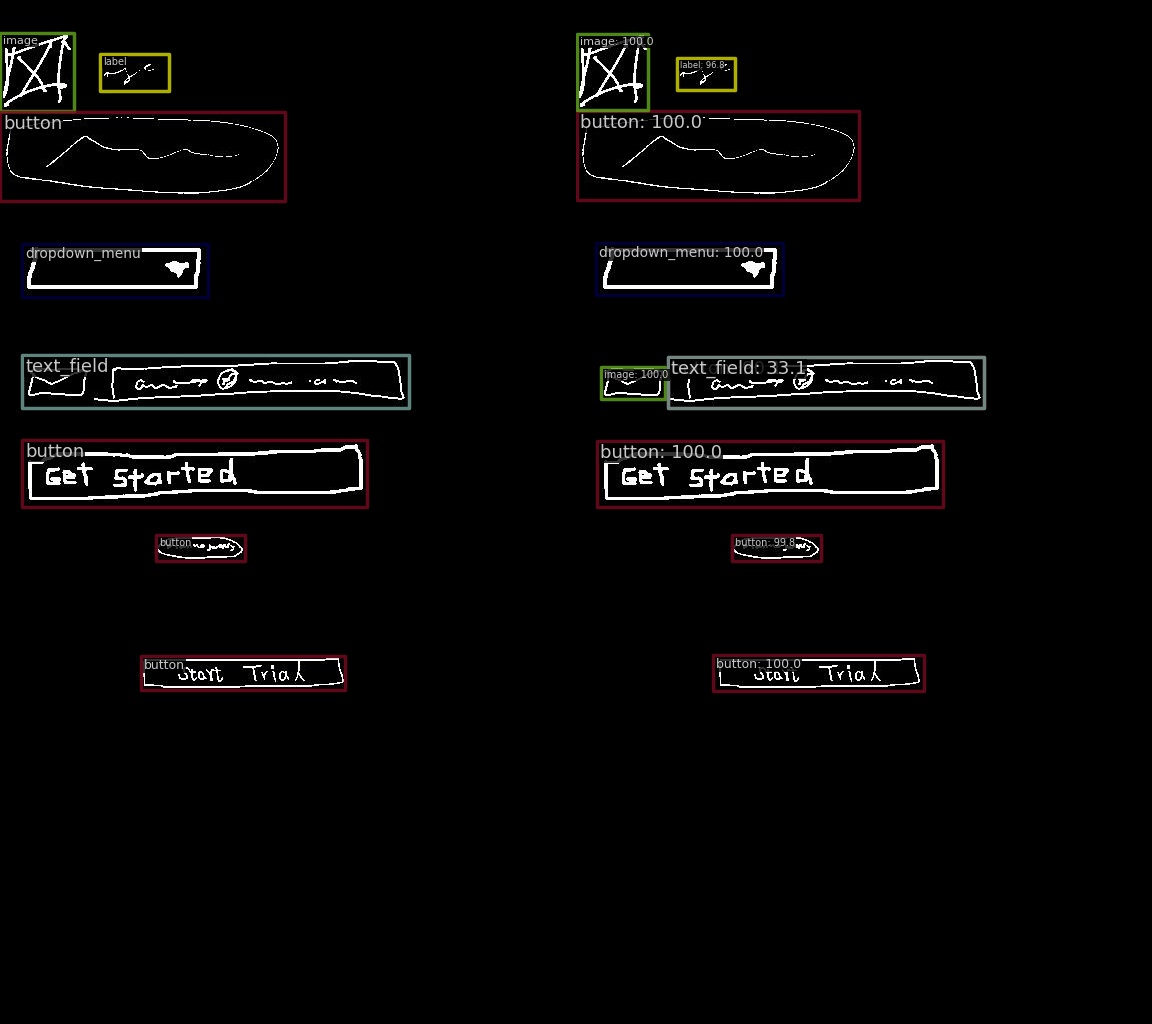 image image: 100.0
label label: 96.8
button button: 100.0
dropdown_menu dropdown_menu: 100.0
text_field image: 100.0 text_field: 33.1
button button: 100.0
Get Started Get Started
button button: 99.8
button button: 100.0
Start Trial Start Trial